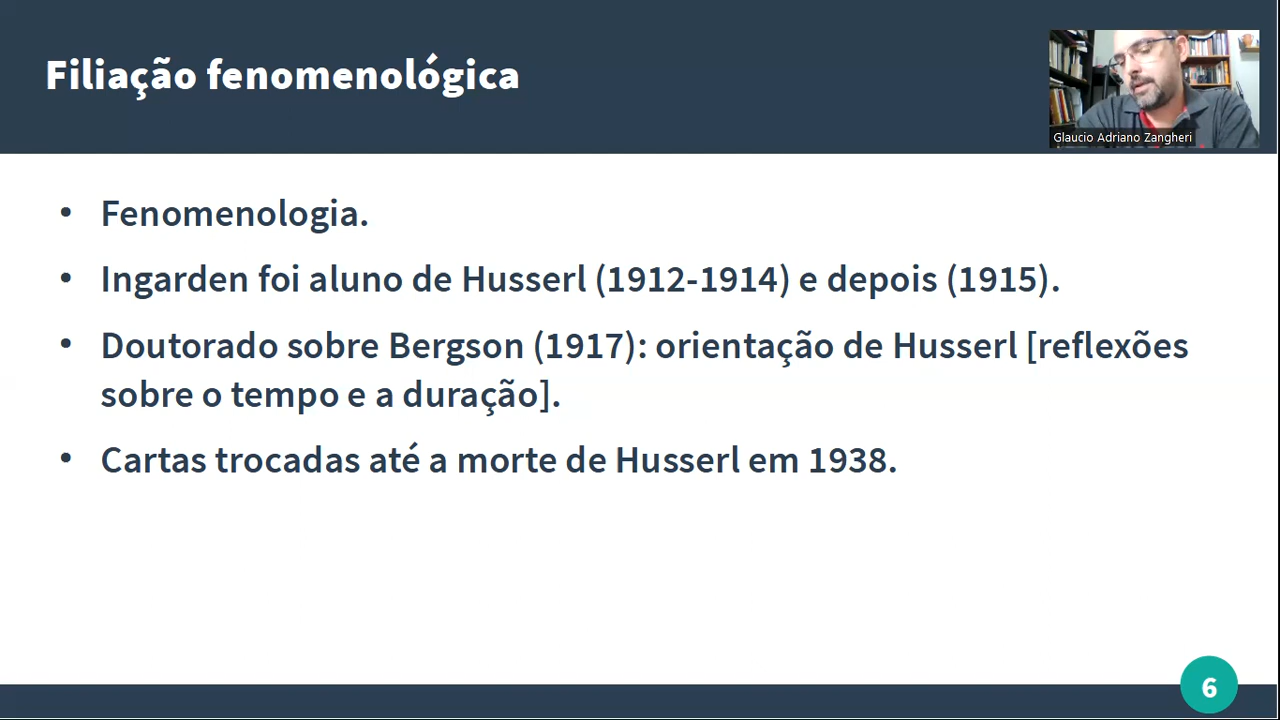 Filiação fenomenológica
Glaucio Adriano Zangheri
• Fenomenologia.
• Ingarden foi aluno de Husserl (1912-1914) e depois (1915).
• Doutorado sobre Bergson (1917): orientação de Husserl [reflexões
sobre o tempo e a duração].
• Cartas trocadas até a morte de Husserl em 1938.
6